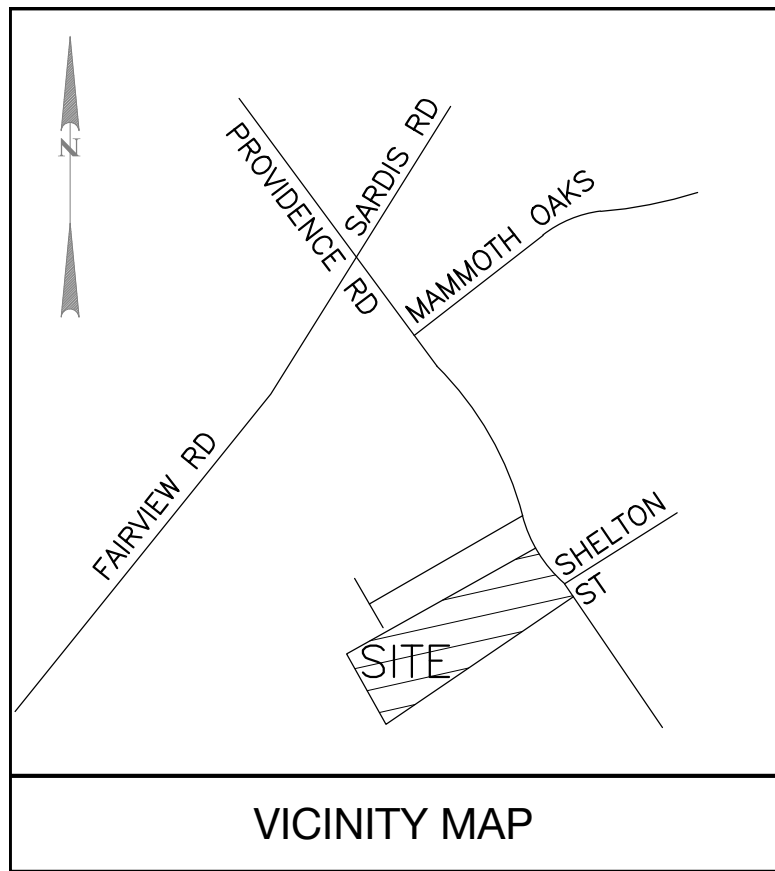 N
PROVIDENCE RD
SARDIS RD
MAMMOTH OAKS
FAIRVIEW RD
SHELTON
ST
SITE
VICINITY MAP